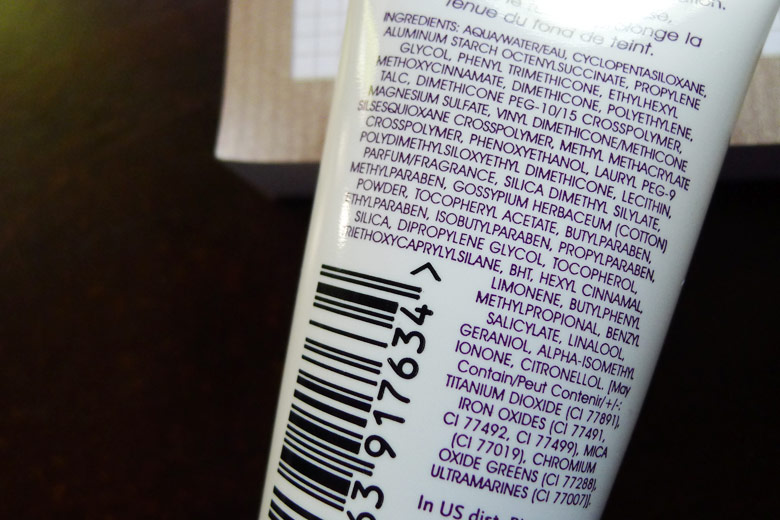 tenue du fond de teint.
INGREDIENTS: AQUA/WATER/EAU, CYCLOPENTASILOXANE,
ALUMINUM STARCH OCTENYLSUCCINATE, PROPYLENE
GLYCOL, PHENYL TRIMETHICONE, ETHYLHEXYL
METHOXYCINNAMATE, DIMETHICONE, POLYETHYLENE,
TALC, DIMETHICONE PEG-10/15 CROSSPOLYMER,
MAGNESIUM SULFATE, VINYL DIMETHICONE/METHICONE
SILSESQUIOXANE CROSSPOLYMER, METHYL METHACRYLATE
CROSSPOLYMER, PHENOXYETHANOL, LAURYL PEG-9
POLYDIMETHYLSILOXYETHYL DIMETHICONE, LECITHIN,
PARFUM/FRAGRANCE, SILICA DIMETHYL SILYLATE,
METHYLPARABEN, GOSSYPIUM HERBACEUM (COTTON)
POWDER, TOCOPHERYL ACETATE, BUTYLPARABEN,
ETHYLPARABEN, ISOBUTYLPARABEN, PROPYLPARABEN,
SILICA, DIPROPYLENE GLYCOL, TOCOPHEROL,
TRIETHOXYCAPRYLYLSILANE, BHT, HEXYL CINNAMAL,
LIMONENE, BUTYLPHENYL
METHYLPROPIONAL, BENZYL
SALICYLATE, LINALOOL,
GERANIOL, ALPHA-ISOMETHYL
IONONE, CITRONELLOL. [May
Contain/Peut Contenir/+/-:
TITANIUM DIOXIDE (CI 77891),
IRON OXIDES (CI 77491,
CI 77492, CI 77499), MICA
(CI 77019), CHROMIUM
OXIDE GREENS (CI 77288),
ULTRAMARINES (CI 77007)].
63917634 >
In US dist.